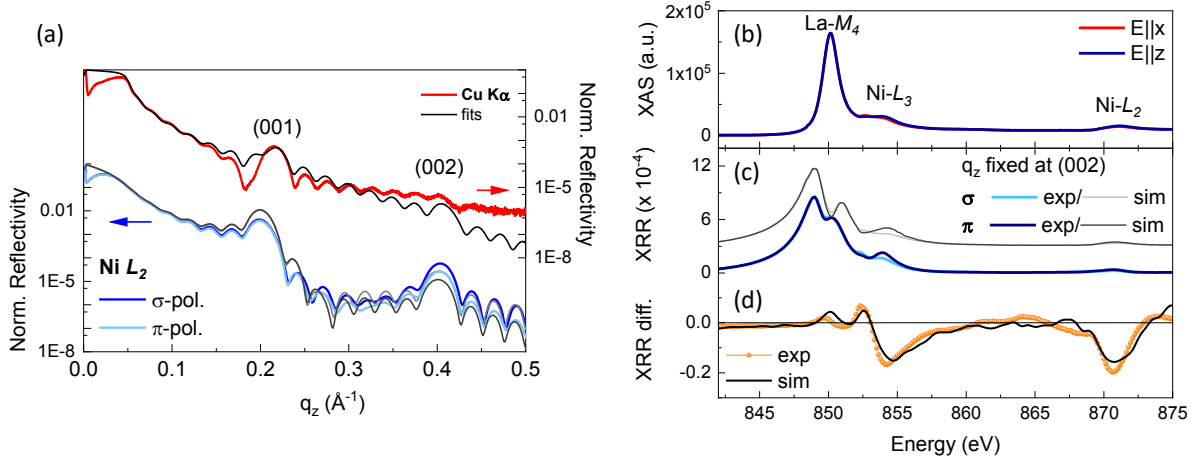 (a)
Cu Kα
fits
(001)
(002)
Ni L2
σ-pol.
π-pol.
0.01
1E-5
1E-8
Norm. Reflectivity
0.01
1E-5
1E-8
Norm. Reflectivity
0.0 0.1 0.2 0.3 0.4 0.5
qz (Å-1)
(b)
La-M4
Ni-L3
Ni-L2
E||x
E||z
2x10^5
1x10^5
0
XAS (a.u.)
(c)
qz fixed at (002)
σ exp/ sim
π exp/ sim
12
6
0
XRR (x 10^-4)
(d)
exp
sim
0.0
-0.2
XRR diff.
845 850 855 860 865 870 875
Energy (eV)